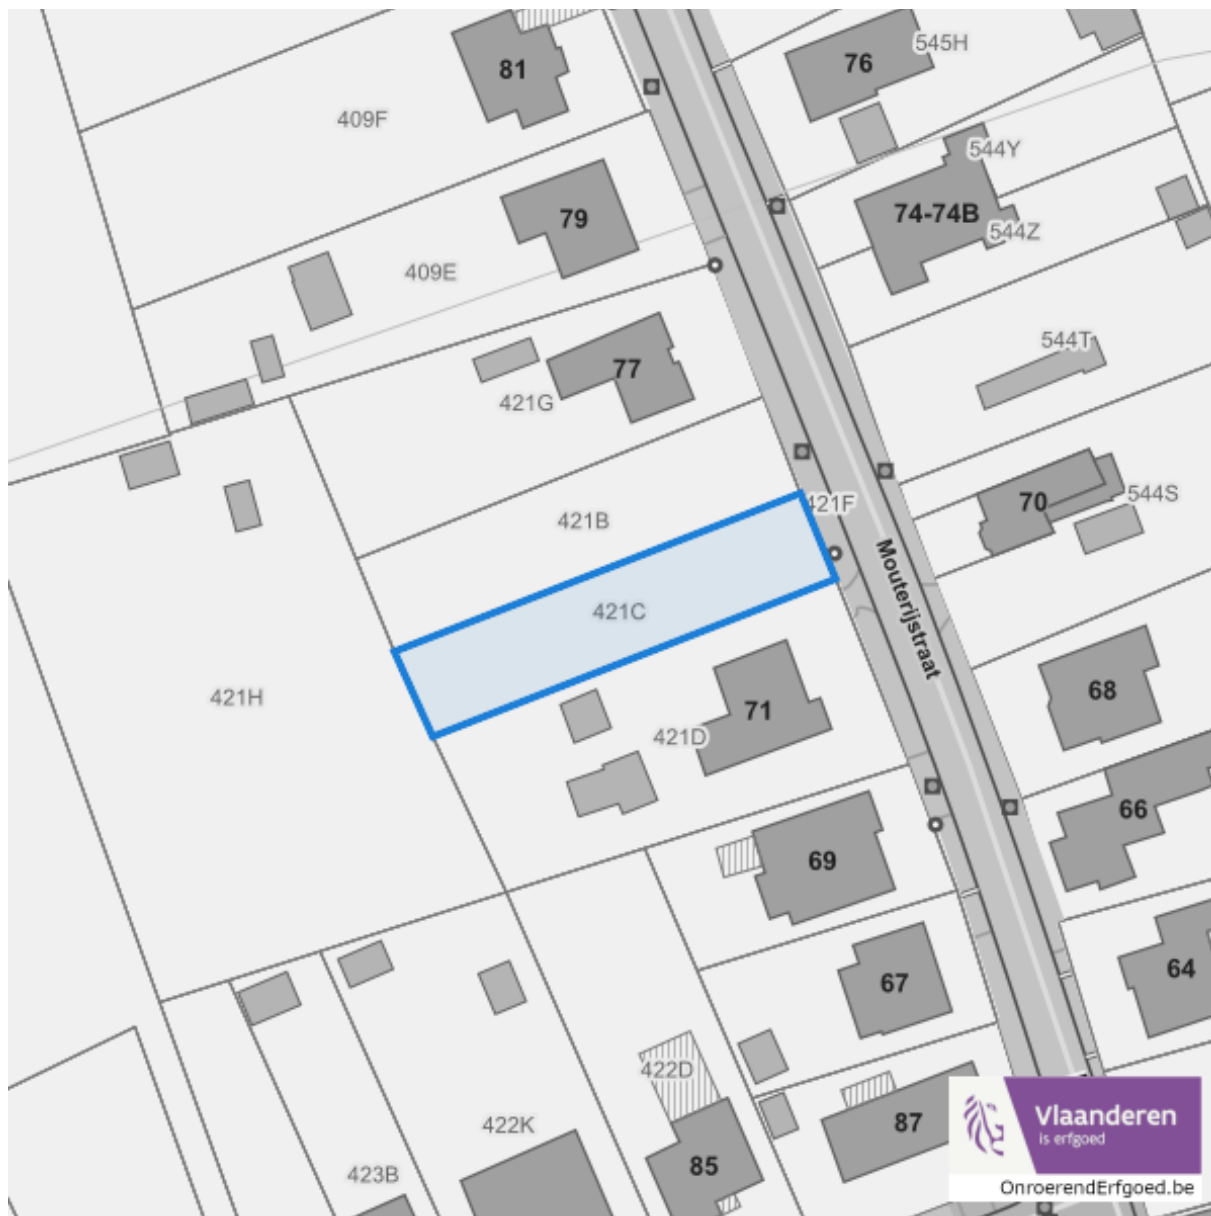 81
76
545H
409F
544Y
79
74-74B
544Z
409E
544T
77
421G
70
544S
421F
421B
Mouterijstraat
421C
68
421H
71
421D
66
69
64
67
422D
Vlaanderen
is erfgoed
87
422K
85
423B
OnroerendErfgoed.be